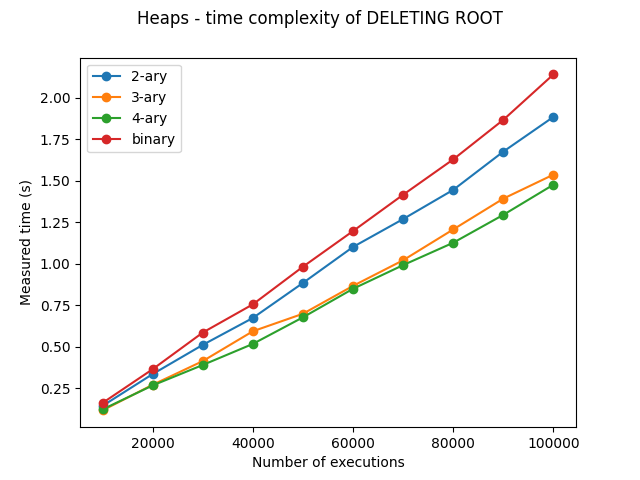 Heaps - time complexity of DELETING ROOT
2-ary
3-ary
4-ary
binary
Measured time (s)
2.00
1.75
1.50
1.25
1.00
0.75
0.50
0.25
20000 40000 60000 80000 100000
Number of executions